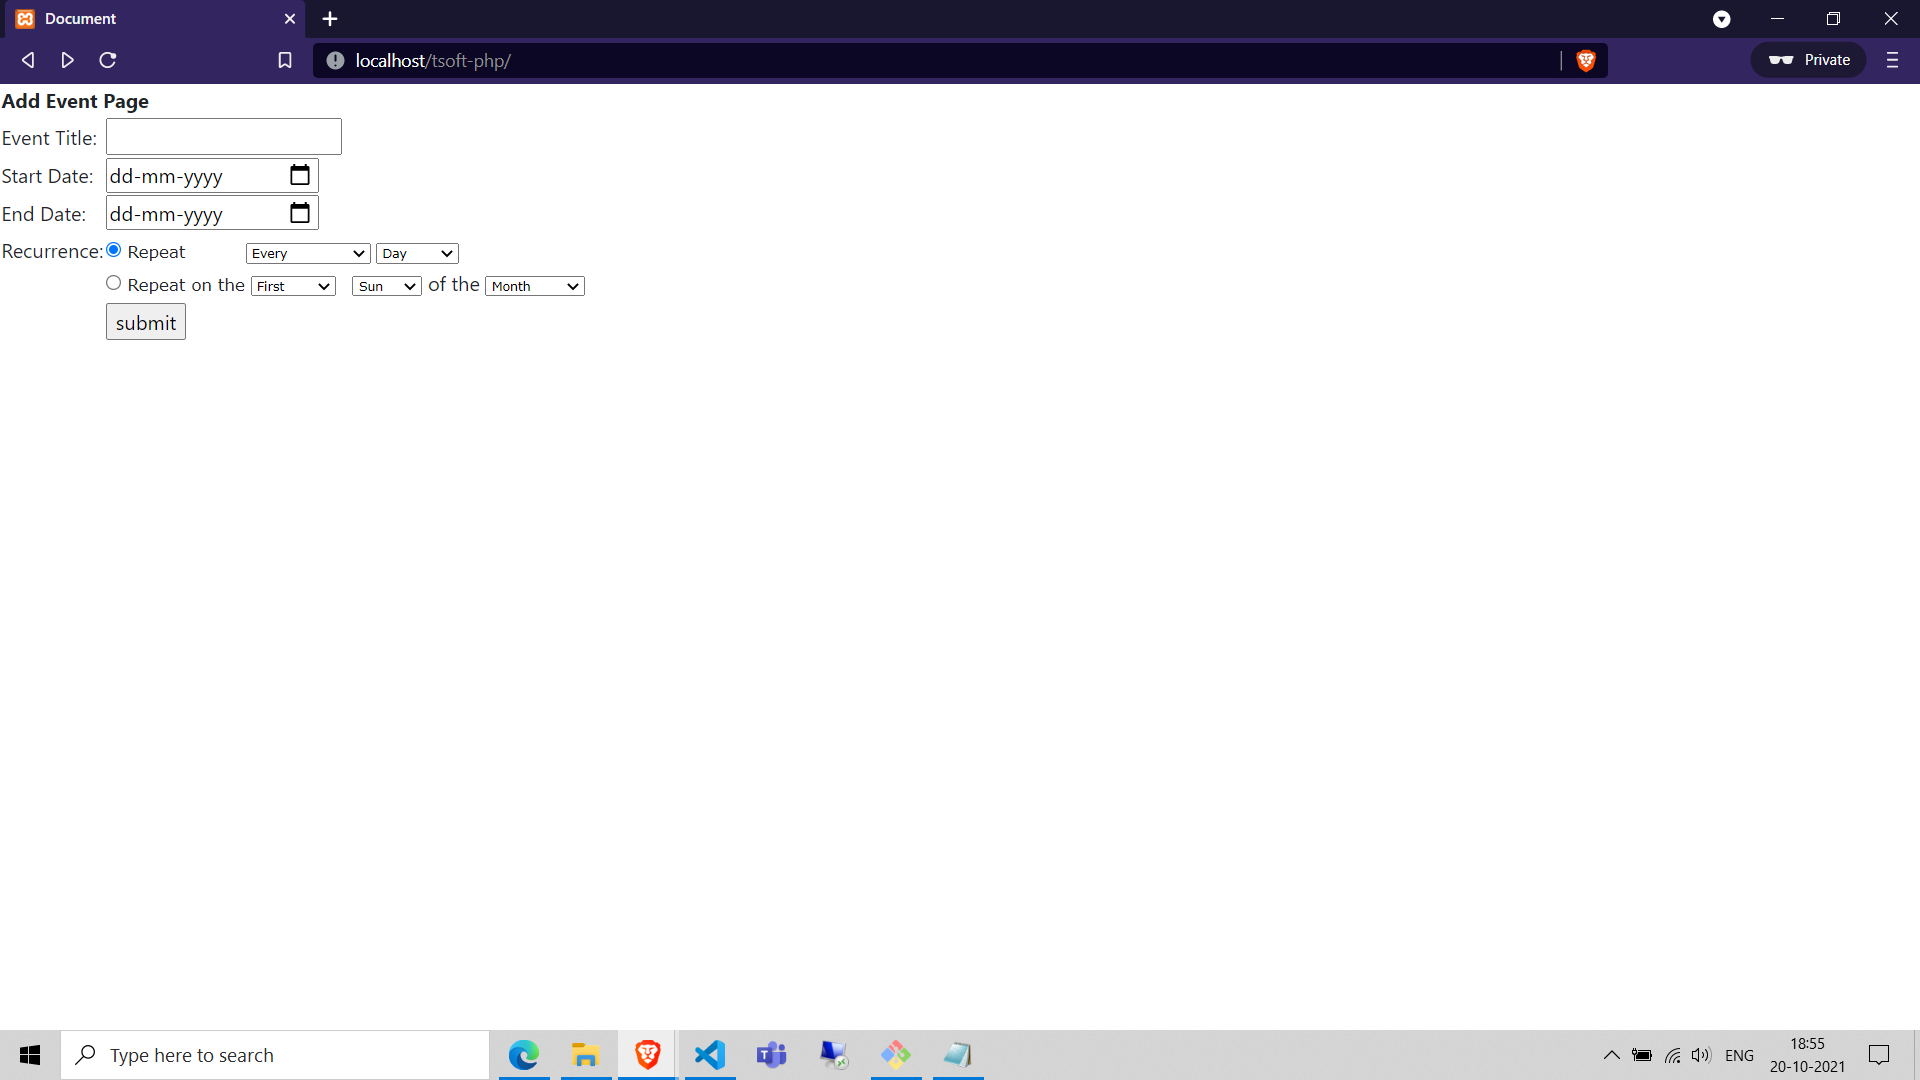 Document
localhost/tsoft-php/
Private
Add Event Page
Event Title:
Start Date: dd-mm-yyyy
End Date: dd-mm-yyyy
Recurrence: Repeat Every Day
Repeat on the First Sun of the Month
submit
Type here to search
ENG
18:55
20-10-2021